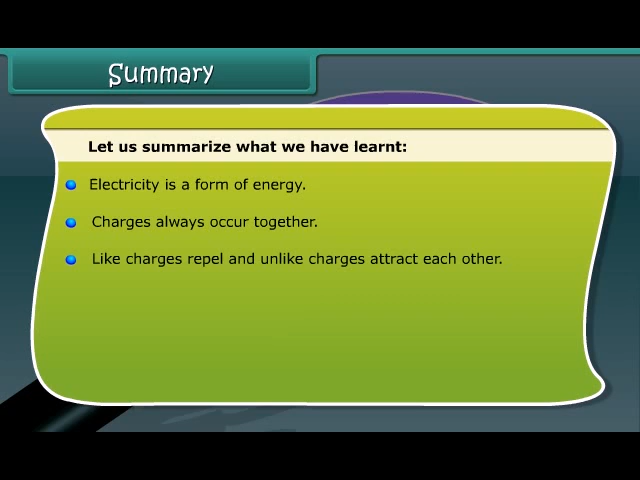 Summary
Let us summarize what we have learnt:
Electricity is a form of energy.
Charges always occur together.
Like charges repel and unlike charges attract each other.